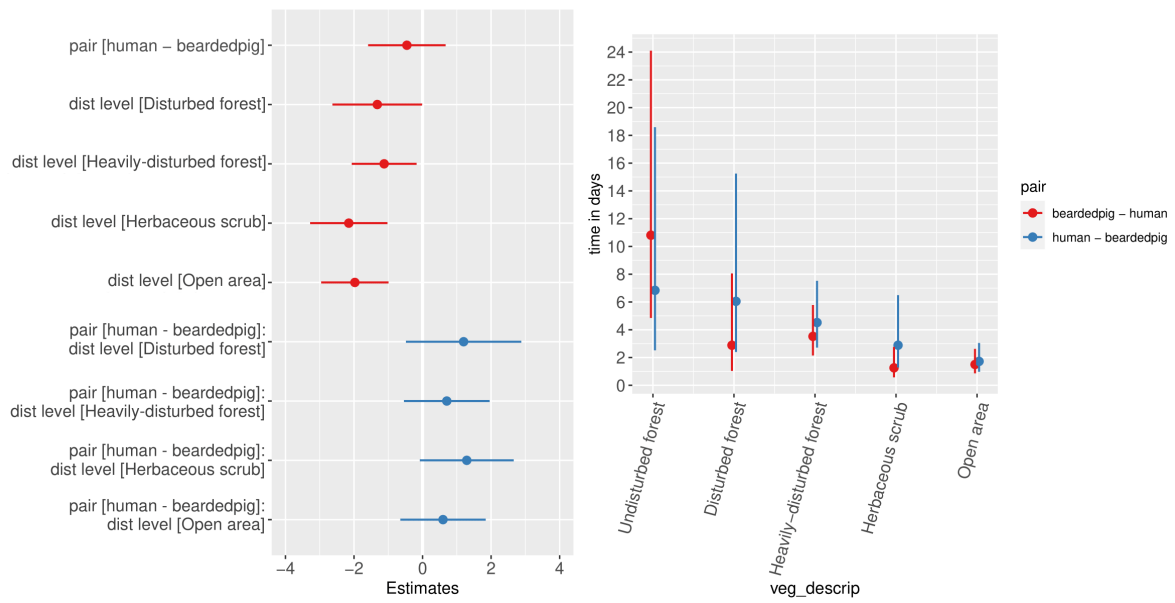 pair [human − beardedpig]
dist level [Disturbed forest]
dist level [Heavily-disturbed forest]
dist level [Herbaceous scrub]
dist level [Open area]
pair [human - beardedpig]:
dist level [Disturbed forest]
pair [human - beardedpig]:
dist level [Heavily-disturbed forest]
pair [human - beardedpig]:
dist level [Herbaceous scrub]
pair [human - beardedpig]:
dist level [Open area]
−4 −2 0 2 4
Estimates
time in days
24
22
20
18
16
14
12
10
8
6
4
2
0
Undisturbed forest
Disturbed forest
Heavily−disturbed forest
Herbaceous scrub
Open area
veg_descrip
pair
beardedpig − human
human − beardedpig